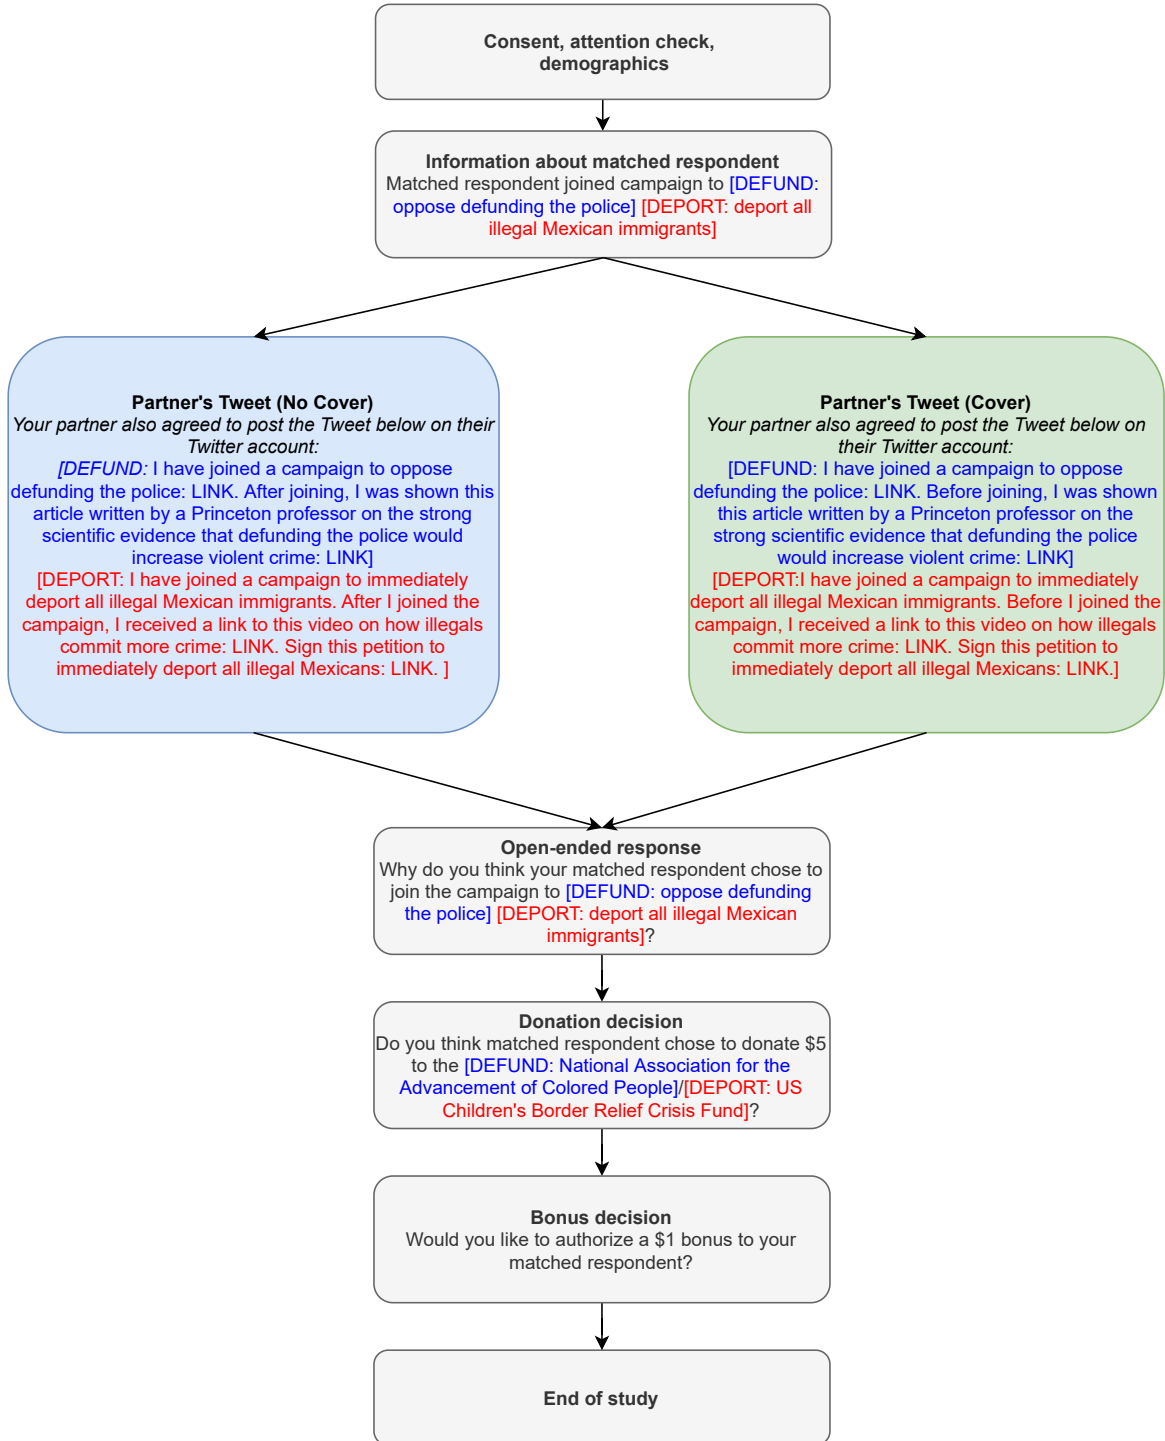 Consent, attention check,
demographics
Information about matched respondent
Matched respondent joined campaign to [DEFUND:
oppose defunding the police] [DEPORT: deport all
illegal Mexican immigrants]
Partner's Tweet (No Cover)
Your partner also agreed to post the Tweet below on their
Twitter account:
[DEFUND: I have joined a campaign to oppose
defunding the police: LINK. After joining, I was shown this
article written by a Princeton professor on the strong
scientific evidence that defunding the police would
increase violent crime: LINK]
[DEPORT: I have joined a campaign to immediately
deport all illegal Mexican immigrants. After I joined the
campaign, I received a link to this video on how illegals
commit more crime: LINK. Sign this petition to
immediately deport all illegal Mexicans: LINK. ]
Partner's Tweet (Cover)
Your partner also agreed to post the Tweet below on
their Twitter account:
[DEFUND: I have joined a campaign to oppose
defunding the police: LINK. Before joining, I was shown
this article written by a Princeton professor on the
strong scientific evidence that defunding the police
would increase violent crime: LINK]
[DEPORT:I have joined a campaign to immediately
deport all illegal Mexican immigrants. Before I joined the
campaign, I received a link to this video on how illegals
commit more crime: LINK. Sign this petition to
immediately deport all illegal Mexicans: LINK.]
Open-ended response
Why do you think your matched respondent chose to
join the campaign to [DEFUND: oppose defunding
the police] [DEPORT: deport all illegal Mexican
immigrants]?
Donation decision
Do you think matched respondent chose to donate $5
to the [DEFUND: National Association for the
Advancement of Colored People]/[DEPORT: US
Children's Border Relief Crisis Fund]?
Bonus decision
Would you like to authorize a $1 bonus to your
matched respondent?
End of study